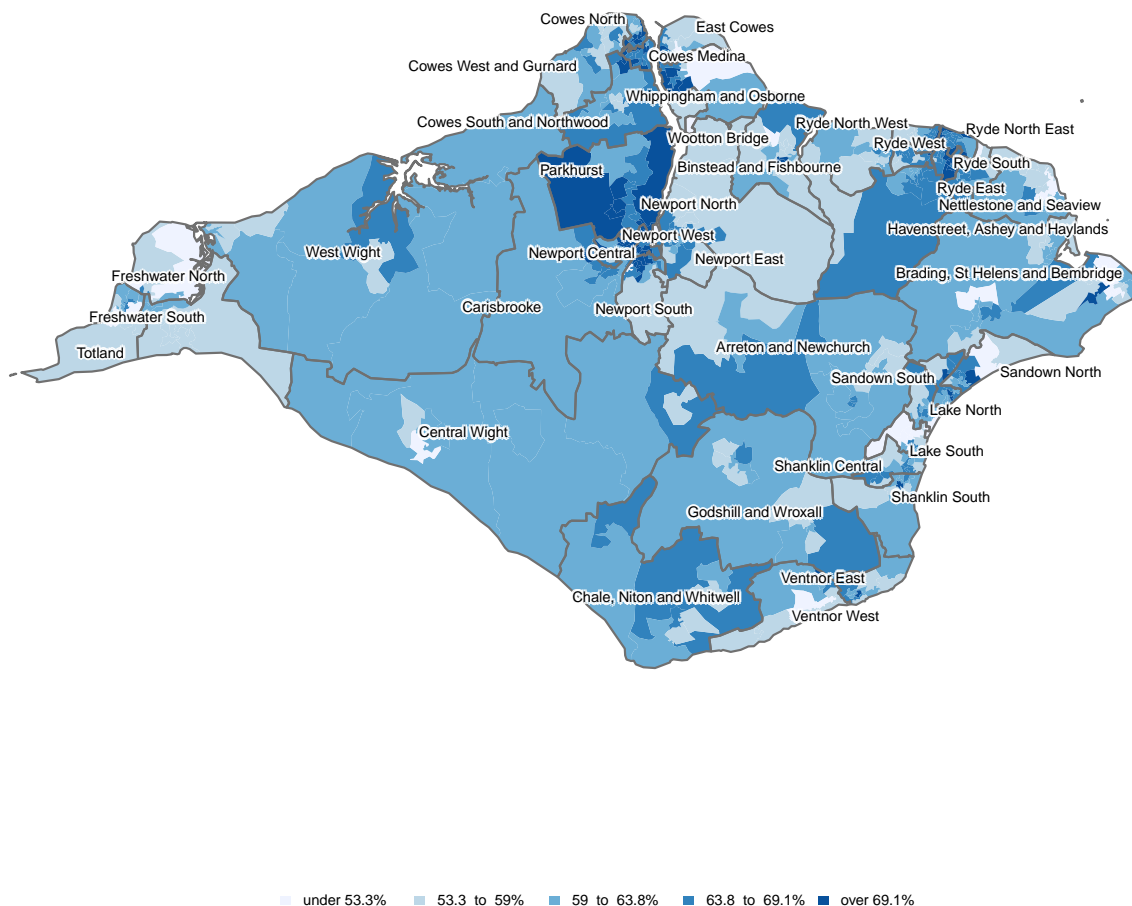 Cowes North
East Cowes
Cowes Medina
Cowes West and Gurnard
Whippingham and Osborne
Cowes South and Northwood
Ryde North West
Ryde North East
Wootton Bridge
Ryde West
Ryde South
Parkhurst
Binstead and Fishbourne
Ryde East
Newport North
Nettlestone and Seaview
Newport West
Havenstreet, Ashey and Haylands
West Wight
Newport Central
Newport East
Freshwater North
Brading, St Helens and Bembridge
Carisbrooke
Newport South
Freshwater South
Totland
Arreton and Newchurch
Sandown South
Sandown North
Lake North
Central Wight
Lake South
Shanklin Central
Shanklin South
Godshill and Wroxall
Ventnor East
Chale, Niton and Whitwell
Ventnor West
under 53.3% 53.3 to 59% 59 to 63.8% 63.8 to 69.1% over 69.1%